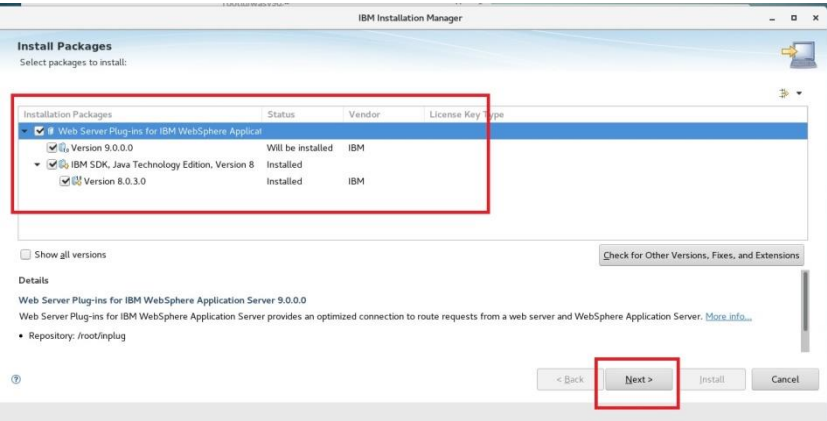 IBM Installation Manager
Install Packages
Select packages to install:
Installation Packages Status Vendor License Key Type
Web Server Plug-ins for IBM WebSphere Applicat
Version 9.0.0.0 Will be installed IBM
IBM SDK, Java Technology Edition, Version 8 Installed
Version 8.0.3.0 Installed IBM
Show all versions
Check for Other Versions, Fixes, and Extensions
Details
Web Server Plug-ins for IBM WebSphere Application Server 9.0.0.0
Web Server Plug-ins for IBM WebSphere Application Server provides an optimized connection to route requests from a web server and WebSphere Application Server. More info...
• Repository: /root/inplug
< Back Next > Install Cancel